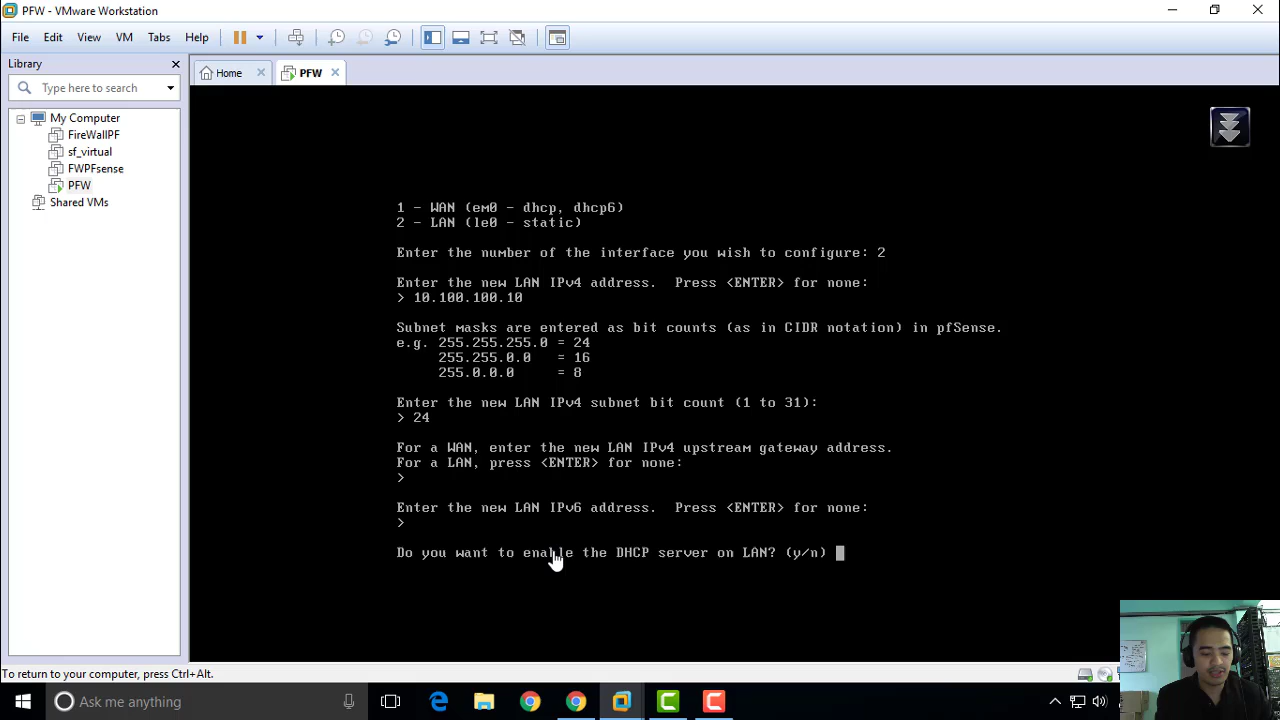 PFW - VMware Workstation
File Edit View VM Tabs Help
Library
Type here to search
My Computer
FireWallPF
sf_virtual
FWPFsense
PFW
Shared VMs
Home
PFW
1 - WAN (em0 - dhcp, dhcp6)
2 - LAN (le0 - static)
Enter the number of the interface you wish to configure: 2
Enter the new LAN IPv4 address.  Press <ENTER> for none:
> 10.100.100.10
Subnet masks are entered as bit counts (as in CIDR notation) in pfSense.
e.g. 255.255.255.0 = 24
255.255.0.0 = 16
255.0.0.0 = 8
Enter the new LAN IPv4 subnet bit count (1 to 31):
> 24
For a WAN, enter the new LAN IPv4 upstream gateway address.
For a LAN, press <ENTER> for none:
>
Enter the new LAN IPv6 address.  Press <ENTER> for none:
>
Do you want to enable the DHCP server on LAN? (y/n)
To return to your computer, press Ctrl+Alt.
Ask me anything